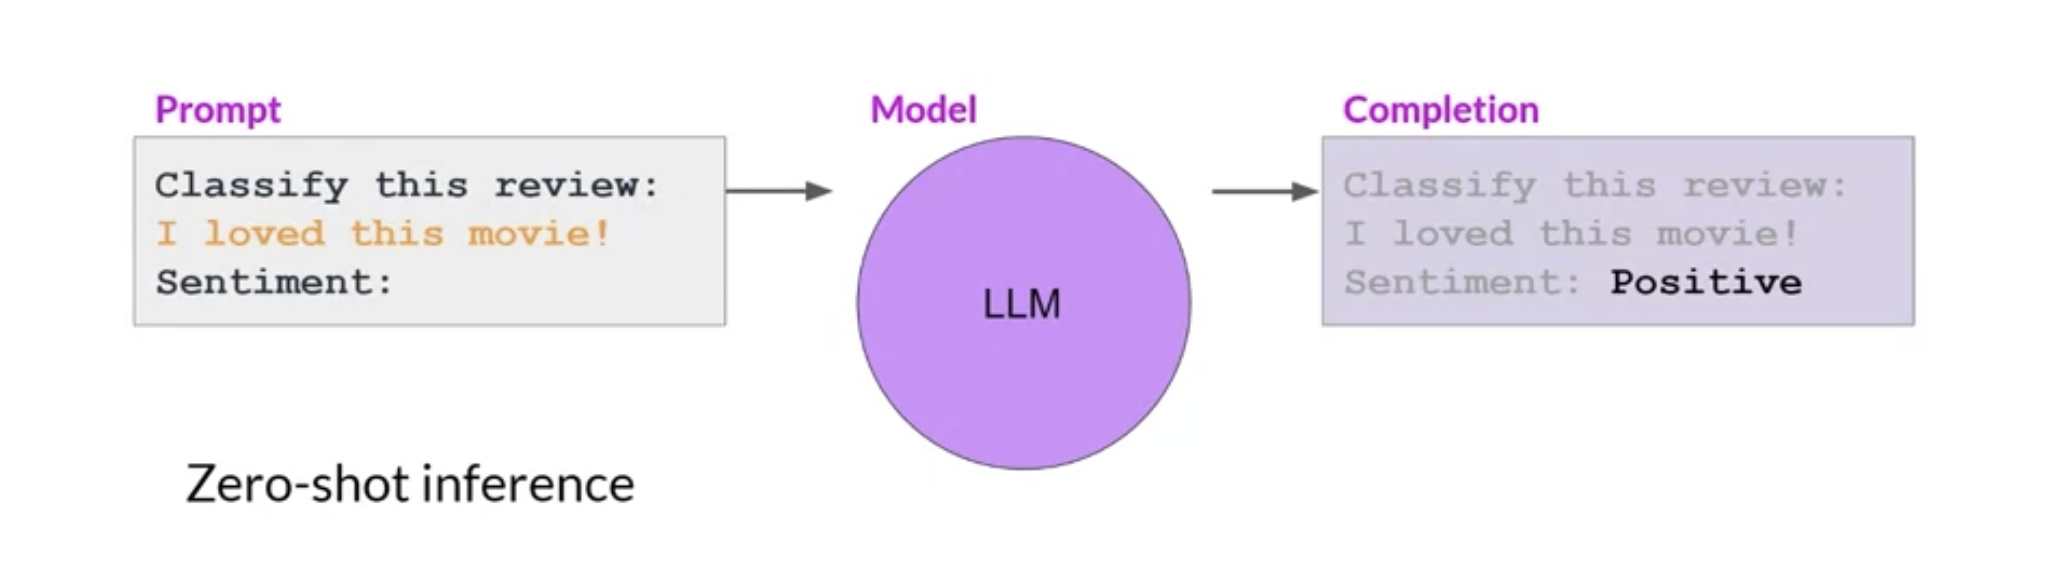 Prompt
Classify this review:
I loved this movie!
Sentiment:
Model
LLM
Completion
Classify this review:
I loved this movie!
Sentiment: Positive
Zero-shot inference